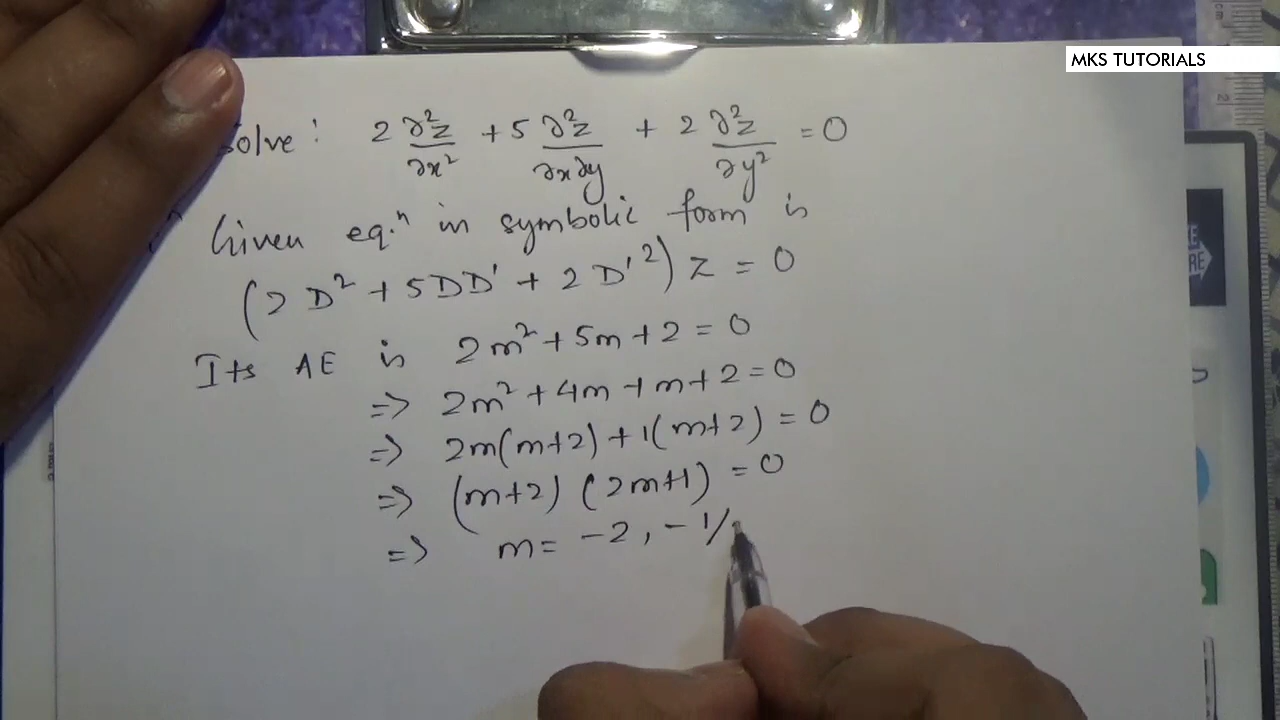 MKS TUTORIALS
olve : 2 ∂²z/∂x² + 5 ∂²z/∂x∂y + 2 ∂²z/∂y² = 0
Given eq.ⁿ in symbolic form is
(2D² + 5DD' + 2D'²) z = 0
Its AE is 2m² + 5m + 2 = 0
=> 2m² + 4m + m + 2 = 0
=> 2m(m+2) + 1(m+2) = 0
=> (m+2) (2m+1) = 0
=> m = -2, -1/